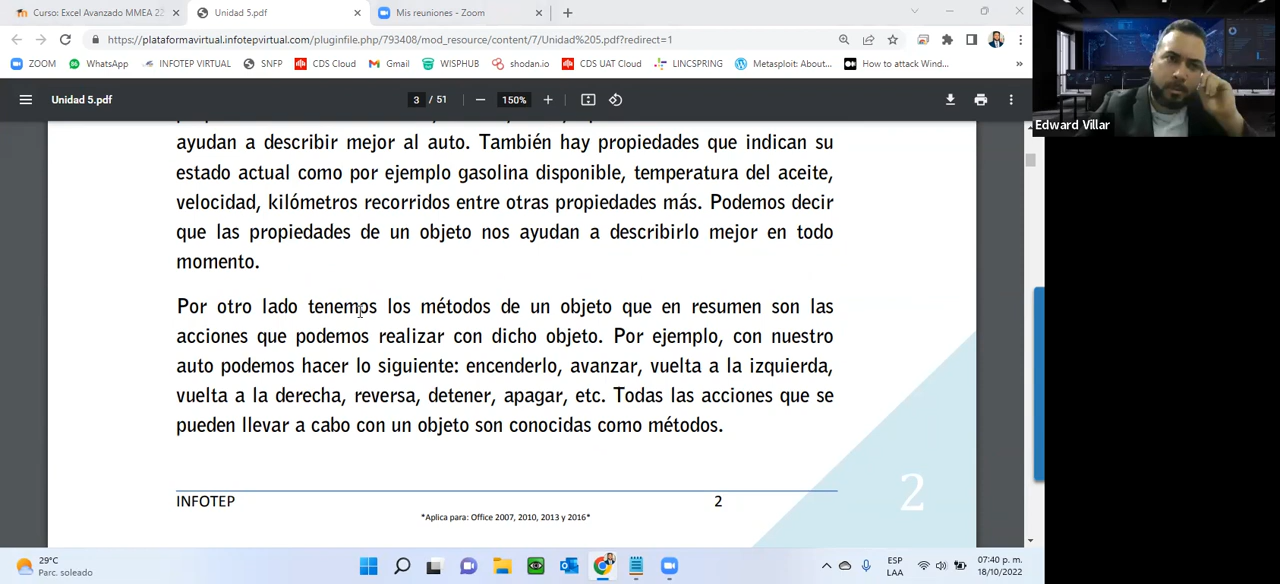 Curso: Excel Avanzado MMEA 22
Unidad 5.pdf
Mis reuniones - Zoom
https://plataformavirtual.infotepvirtual.com/pluginfile.php/793408/mod_resource/content/7/Unidad%205.pdf?redirect=1
ZOOM
WhatsApp
INFOTEP VIRTUAL
SNFP
CDS Cloud
Gmail
WISPHUB
shodan.io
CDS UAT Cloud
LINCSPRING
Metasploit: About...
How to attack Wind...
»
Unidad 5.pdf
3 / 51
150%
Edward Villar
ayudan a describir mejor al auto. También hay propiedades que indican su
estado actual como por ejemplo gasolina disponible, temperatura del aceite,
velocidad, kilómetros recorridos entre otras propiedades más. Podemos decir
que las propiedades de un objeto nos ayudan a describirlo mejor en todo
momento.
Por otro lado tenemos los métodos de un objeto que en resumen son las
acciones que podemos realizar con dicho objeto. Por ejemplo, con nuestro
auto podemos hacer lo siguiente: encenderlo, avanzar, vuelta a la izquierda,
vuelta a la derecha, reversa, detener, apagar, etc. Todas las acciones que se
pueden llevar a cabo con un objeto son conocidas como métodos.
INFOTEP
2
2
*Aplica para: Office 2007, 2010, 2013 y 2016*
29°C
Parc. soleado
ESP
LAA
07:40 p. m.
18/10/2022